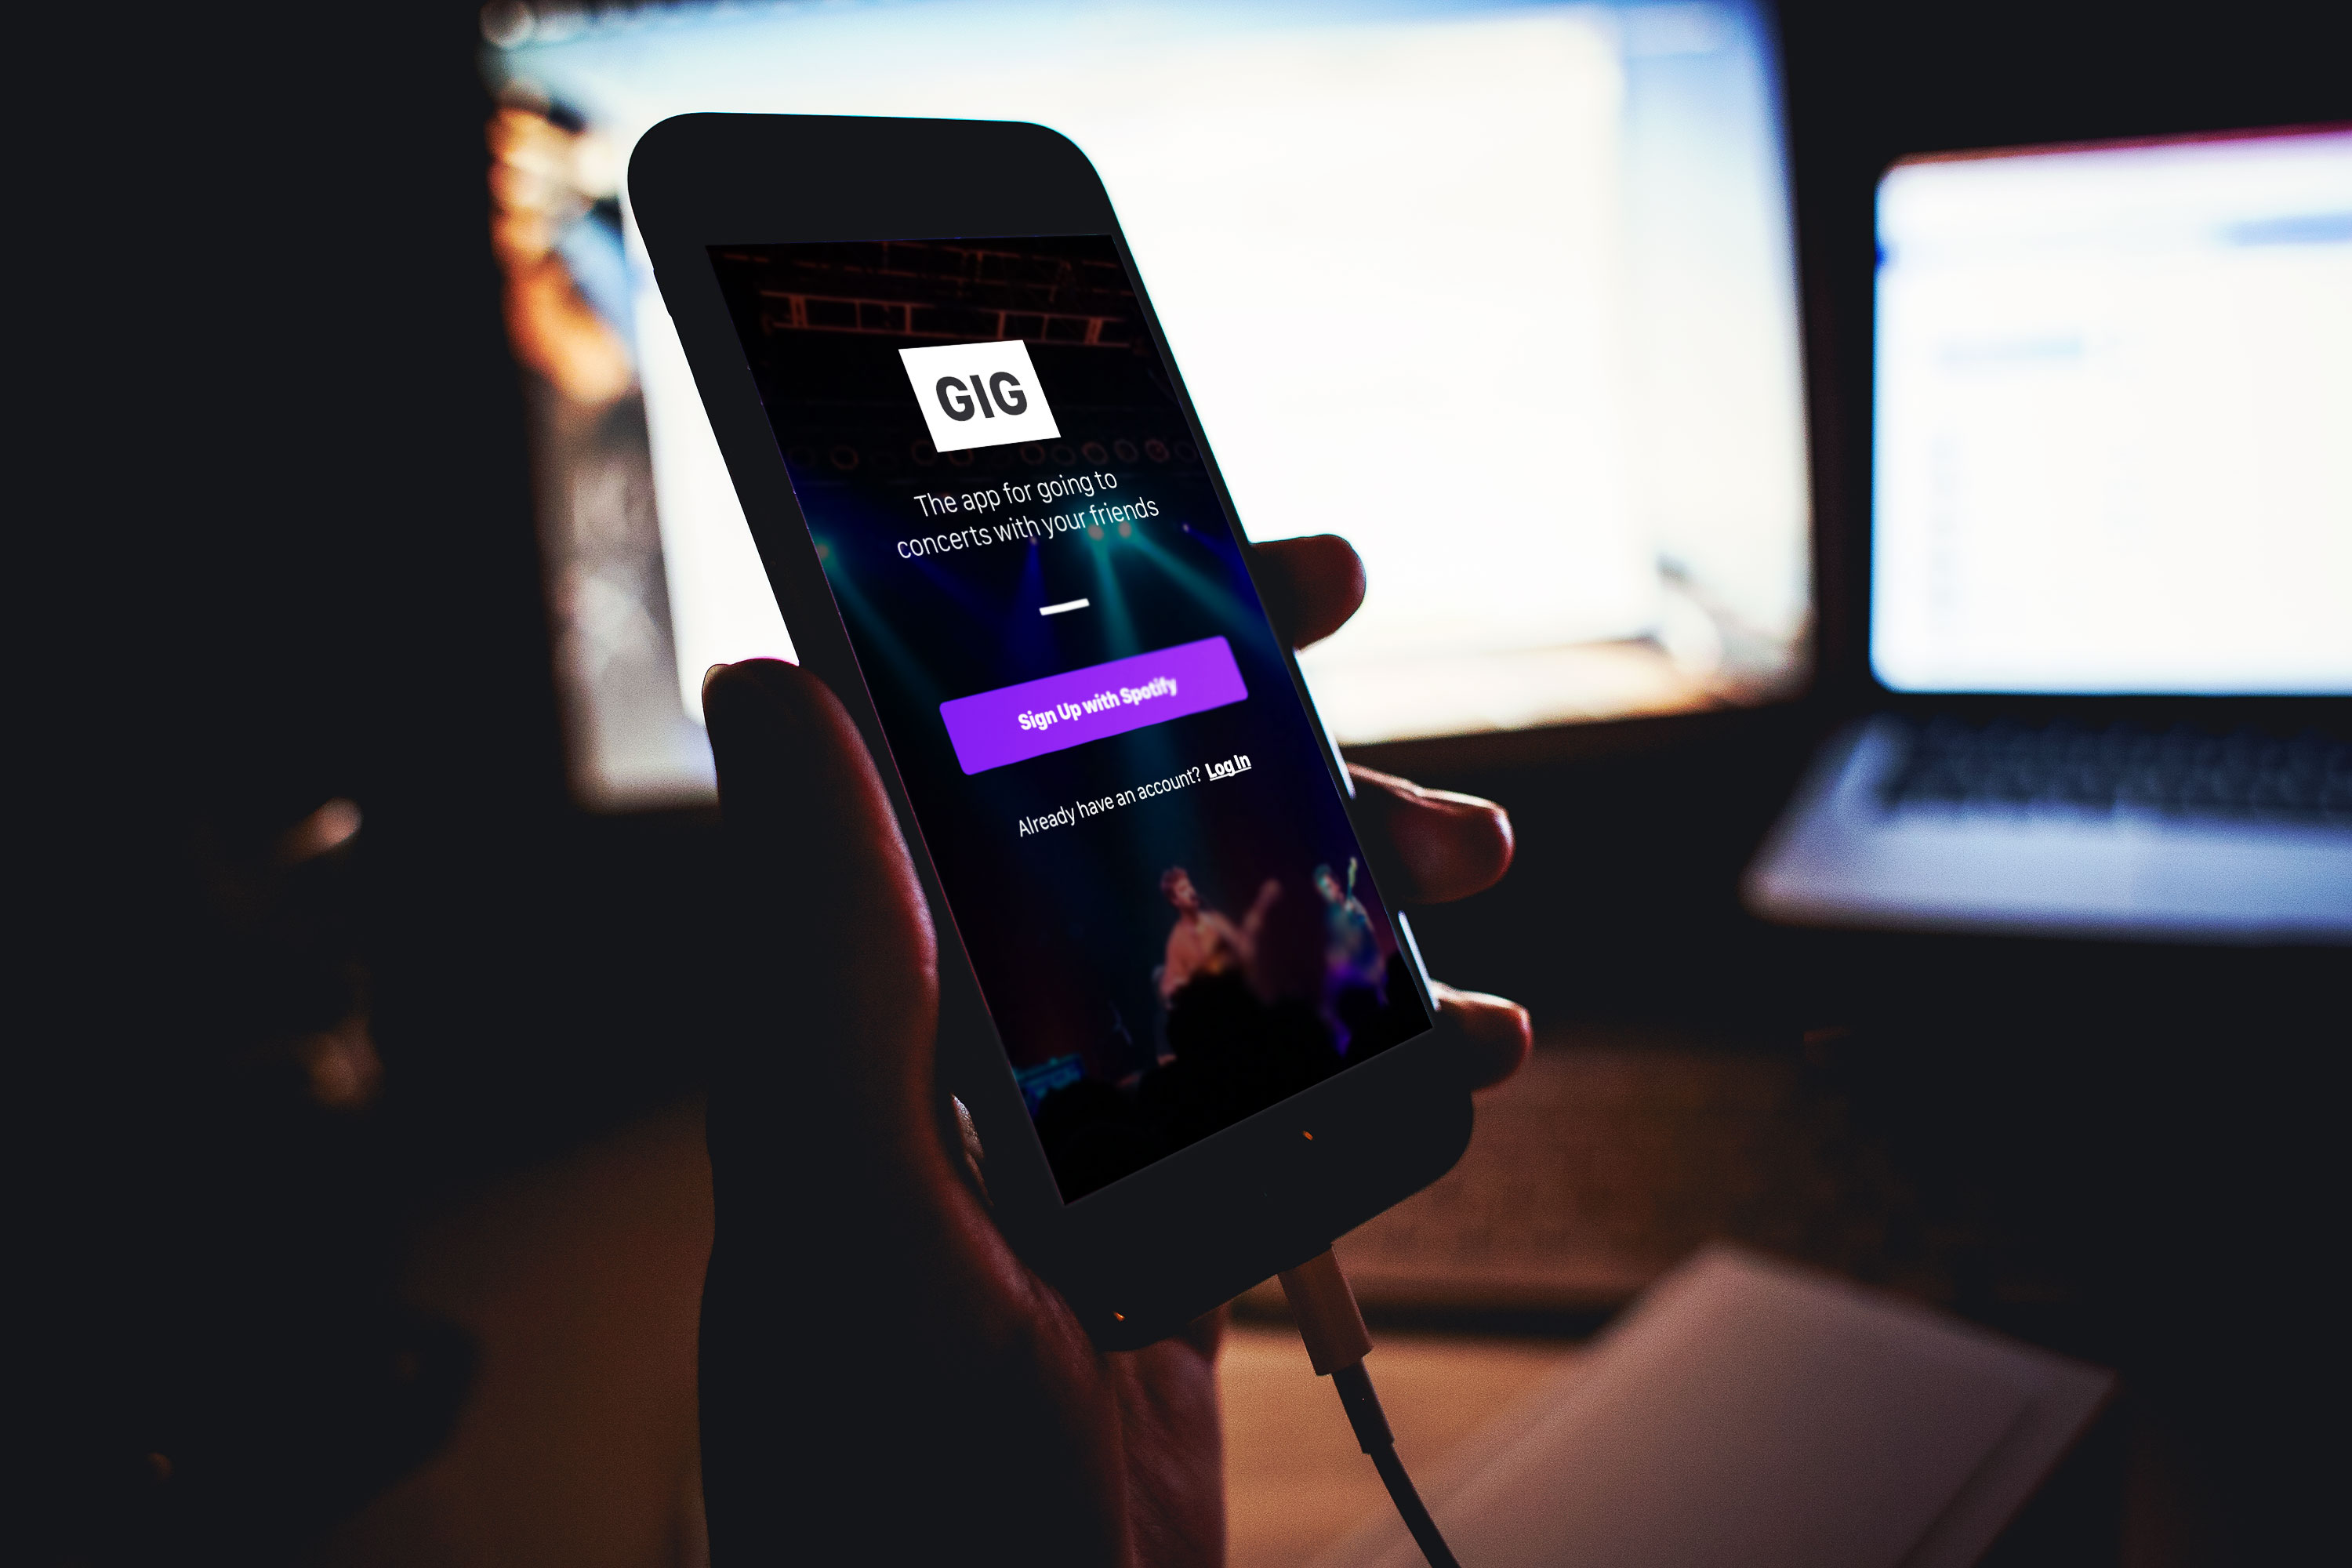 GIG
The app for going to
concerts with your friends
Sign Up with Spotify
Already have an account? Log In